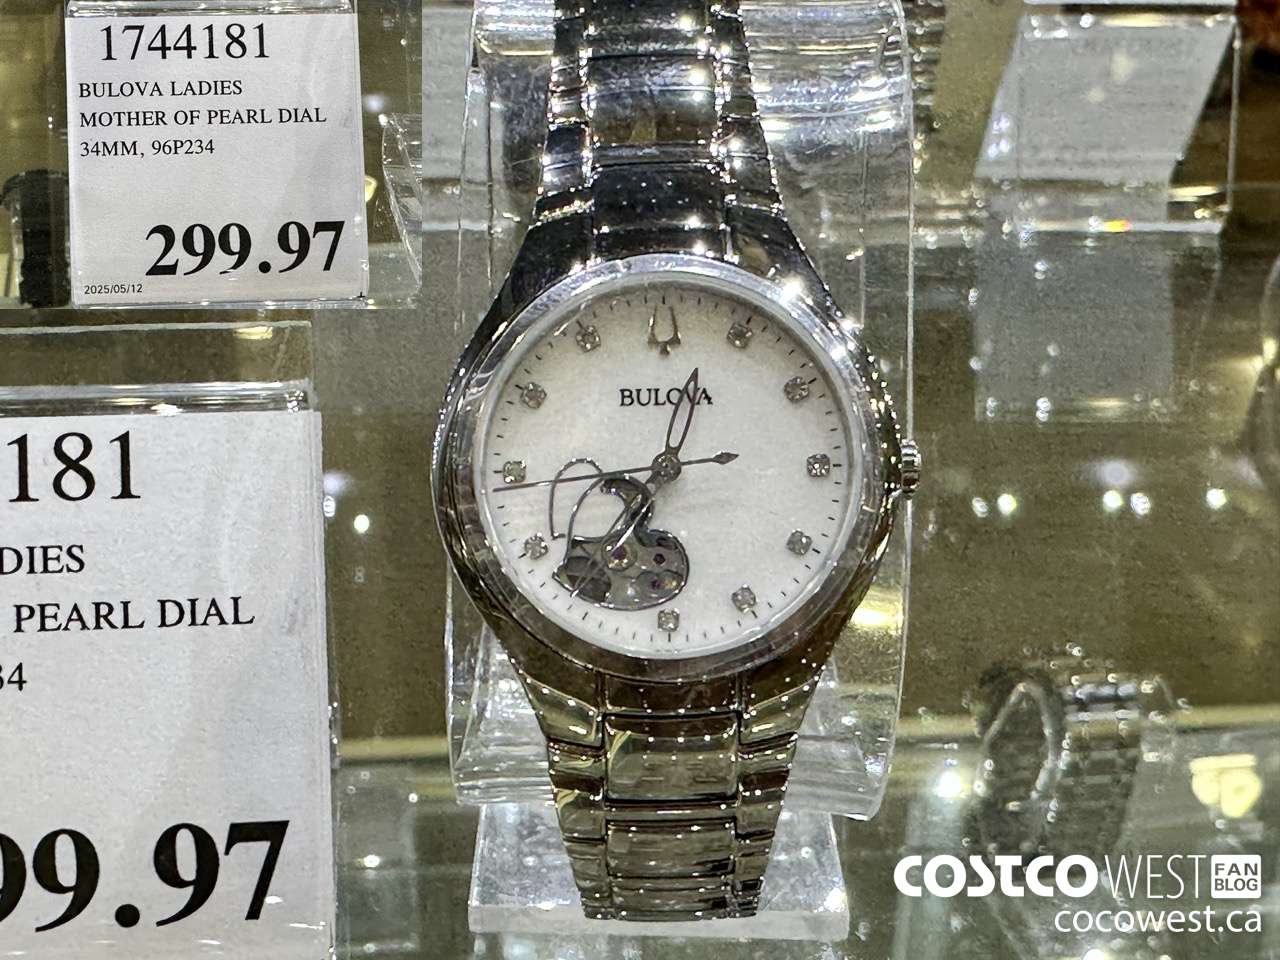 1744181
BULOVA LADIES
MOTHER OF PEARL DIAL
34MM, 96P234
299.97
2025/05/12
BULOVA
181
DIES
PEARL DIAL
34
99.97
COSTCO WEST FAN BLOG
cocowest.ca